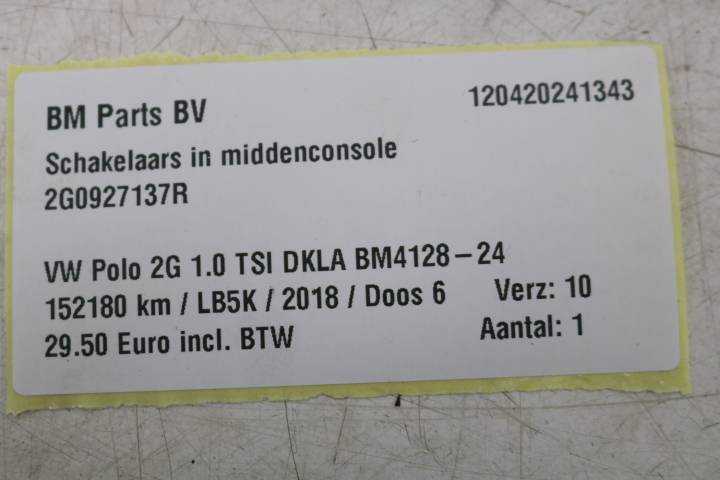 BM Parts BV 120420241343
Schakelaars in middenconsole
2G0927137R
VW Polo 2G 1.0 TSI DKLA BM4128-24
152180 km / LB5K / 2018 / Doos 6 Verz: 10
29.50 Euro incl. BTW Aantal: 1